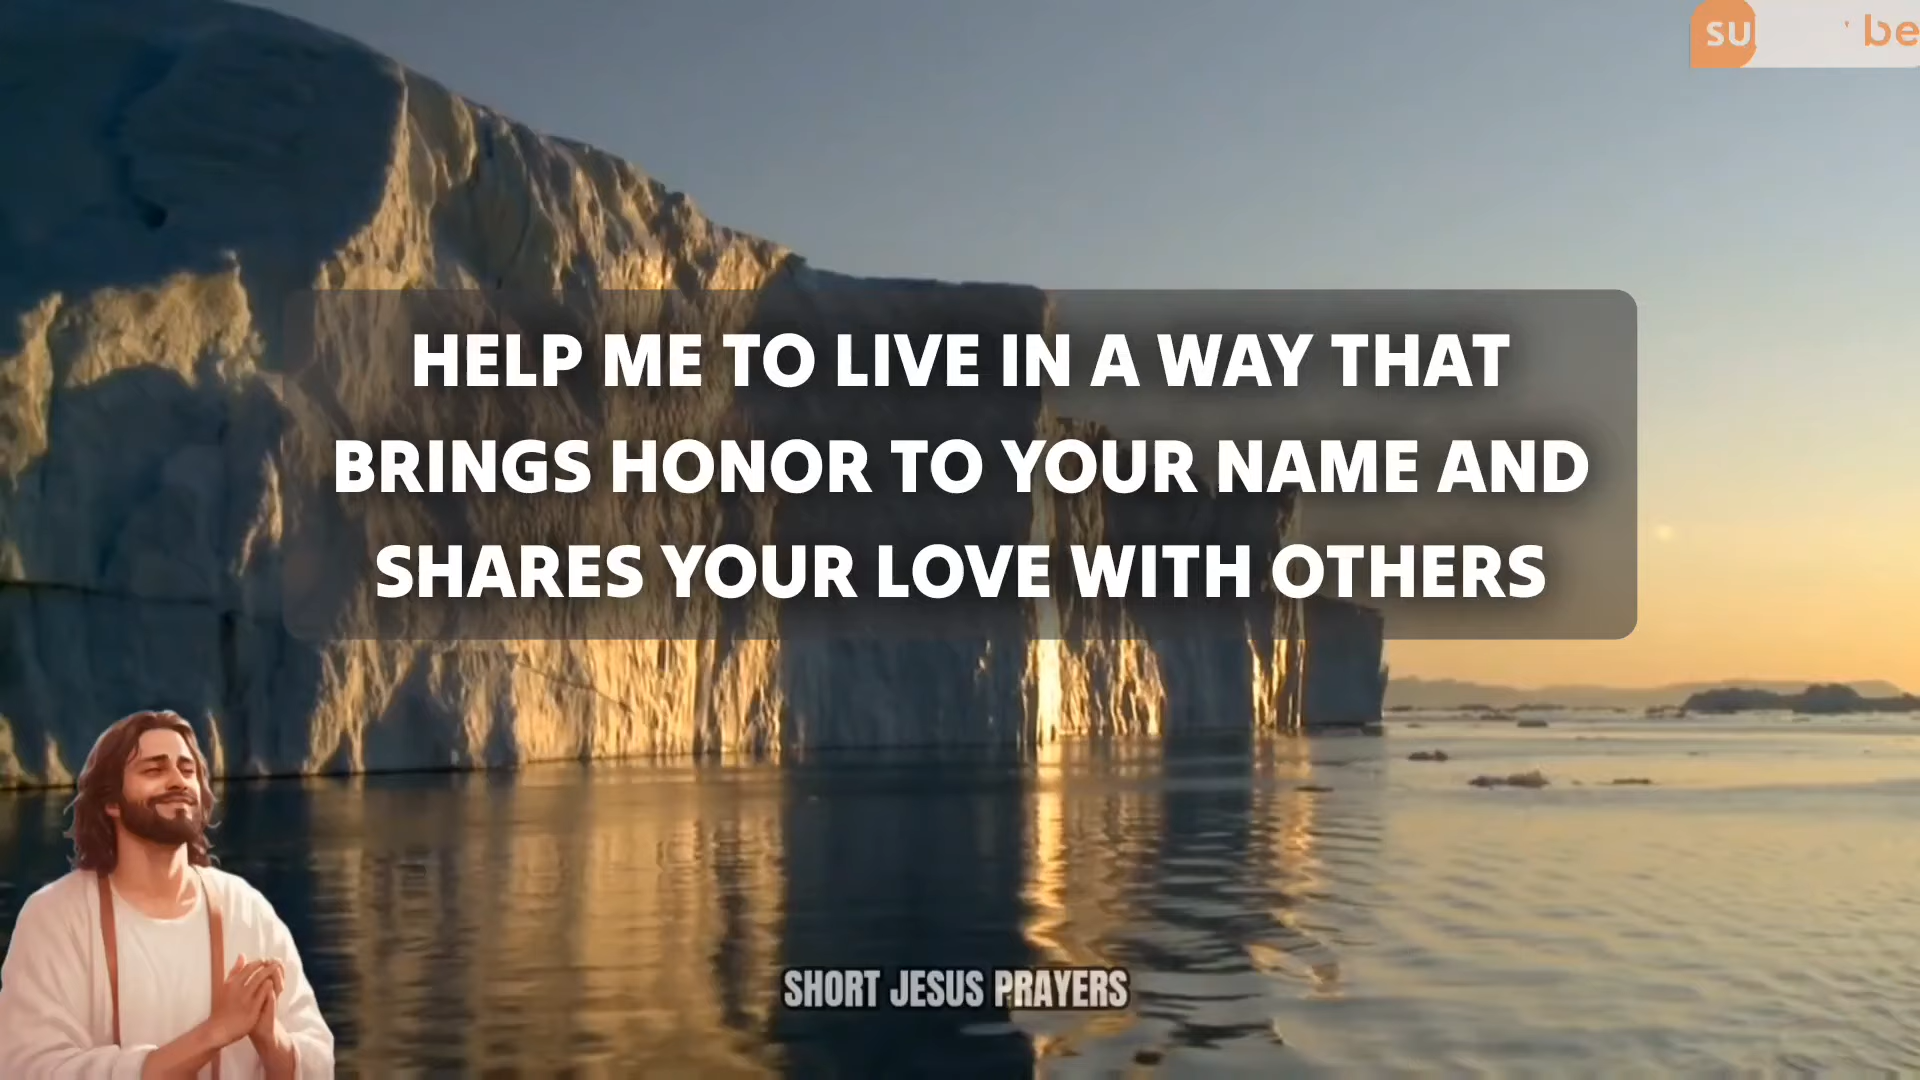 HELP ME TO LIVE IN A WAY THAT
BRINGS HONOR TO YOUR NAME AND
SHARES YOUR LOVE WITH OTHERS
SHORT JESUS PRAYERS